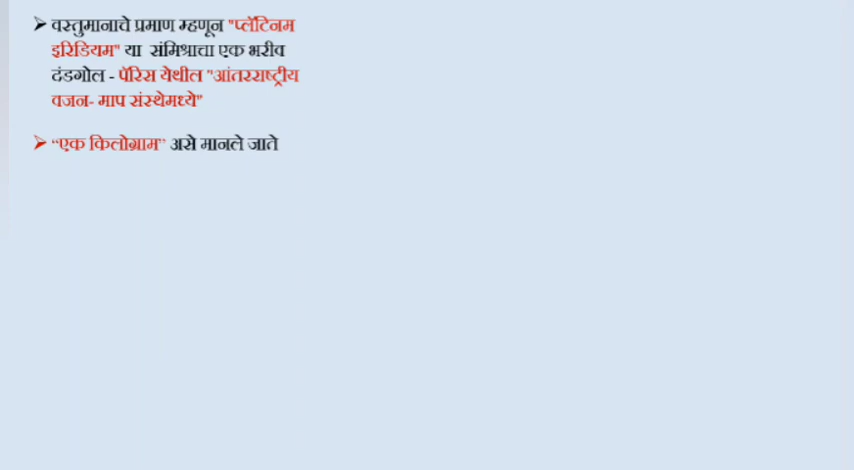 ➤ वस्तुमानाचे प्रमाण म्हणून "प्लॅटिनम
इरिडियम" या संमिश्राचा एक भरीव
दंडगोल - पॅरिस येथील "आंतरराष्ट्रीय
वजन- माप संस्थेमध्ये"
➤ “एक किलोग्राम” असे मानले जाते